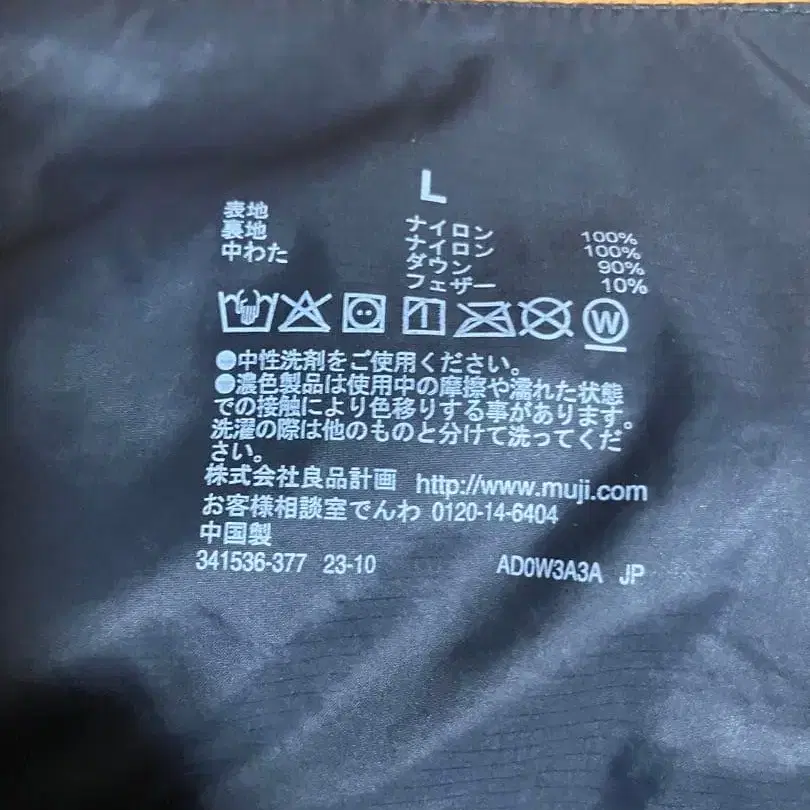 L
表地 ナイロン 100%
裏地 ナイロン 100%
中わた ダウン 90%
フェザー 10%
W
●中性洗剤をご使用ください。
●濃色製品は使用中の摩擦や濡れた状態
での接触により色移りする事があります。
洗濯の際は他のものと分けて洗ってくだ
さい。
株式会社良品計画 http://www.muji.com
お客様相談室でんわ 0120-14-6404
中国製
341536-377 23-10 AD0W3A3A JP